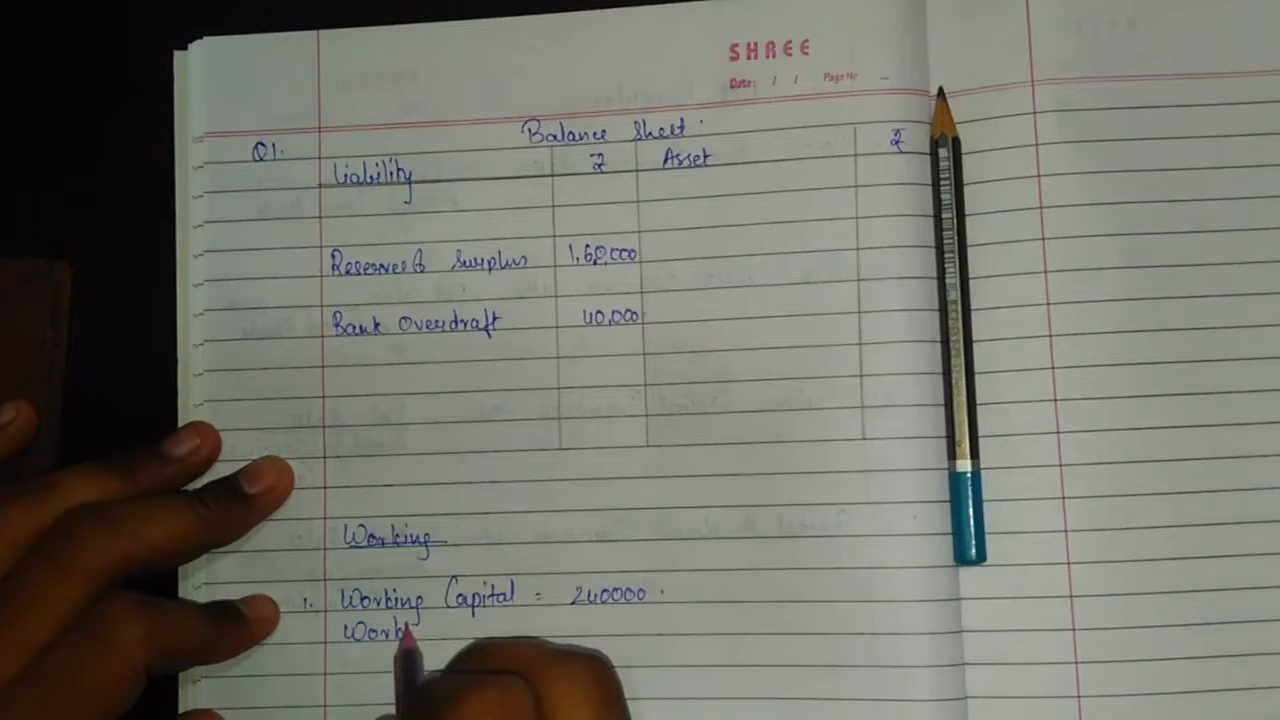 SHREE
Date: / / Page No
Q1. Balance Sheet.
Liability ₹ Asset ₹
Reserve & Surplus 1,60,000
Bank Overdraft 40,000
Working
1. Working Capital = 240000.
Work